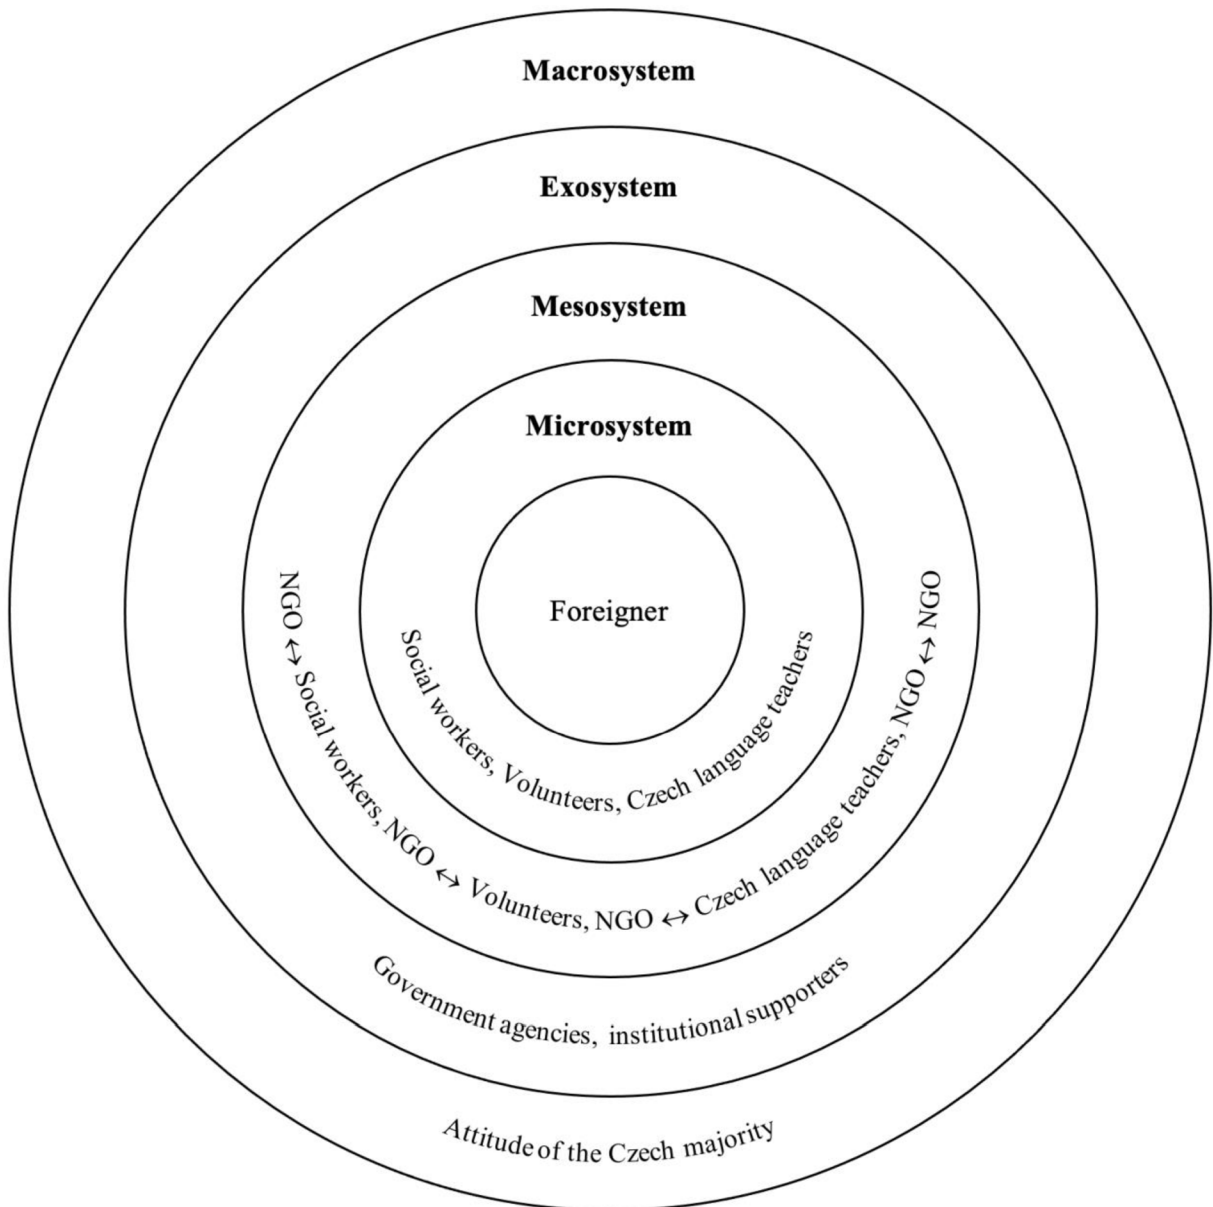 Macrosystem
Exosystem
Mesosystem
Microsystem
Foreigner
Social workers, Volunteers, Czech language teachers
NGO ↔ Social workers, NGO ↔ Volunteers, NGO ↔ Czech language teachers, NGO ↔ NGO
Government agencies, institutional supporters
Attitude of the Czech majority